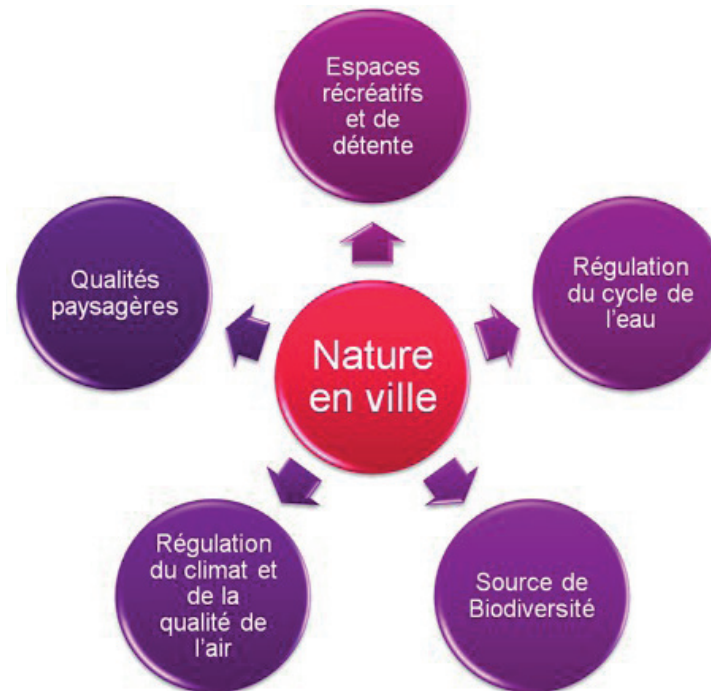 Espaces
récréatifs
et de
détente
Qualités
paysagères
Régulation
du cycle de
l'eau
Nature
en ville
Régulation
du climat et
de la
qualité de
l'air
Source de
Biodiversité